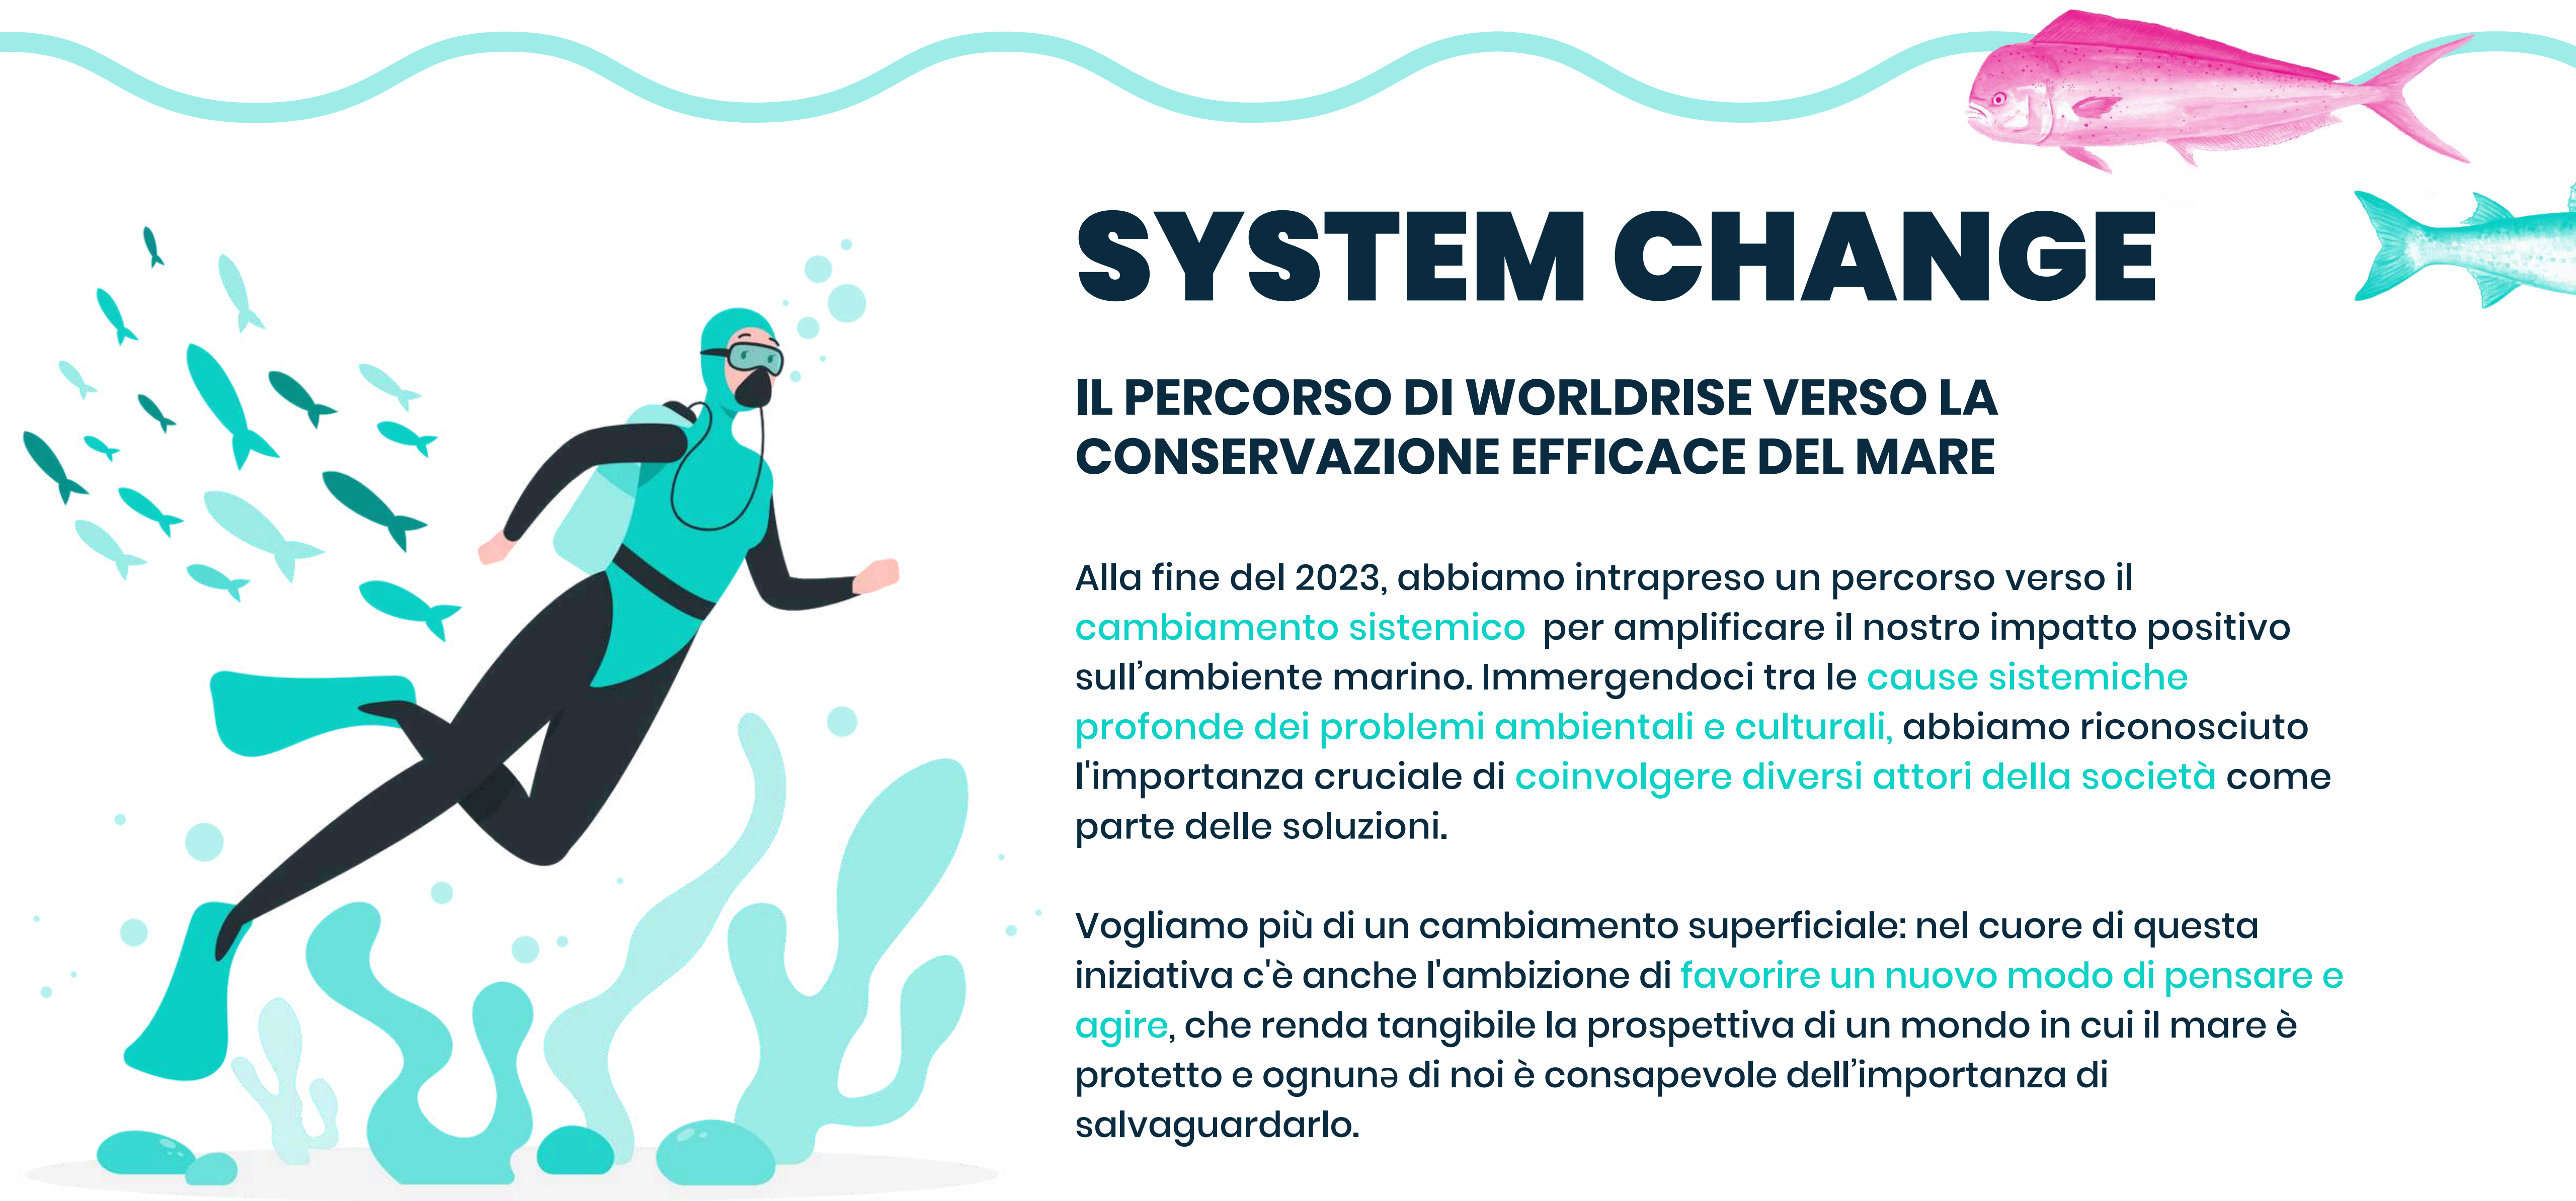 SYSTEM CHANGE
IL PERCORSO DI WORLDRISE VERSO LA
CONSERVAZIONE EFFICACE DEL MARE
Alla fine del 2023, abbiamo intrapreso un percorso verso il
cambiamento sistemico  per amplificare il nostro impatto positivo
sull’ambiente marino. Immergendoci tra le cause sistemiche
profonde dei problemi ambientali e culturali, abbiamo riconosciuto
l'importanza cruciale di coinvolgere diversi attori della società come
parte delle soluzioni.
Vogliamo più di un cambiamento superficiale: nel cuore di questa
iniziativa c'è anche l'ambizione di favorire un nuovo modo di pensare e
agire, che renda tangibile la prospettiva di un mondo in cui il mare è
protetto e ognunə di noi è consapevole dell’importanza di
salvaguardarlo.